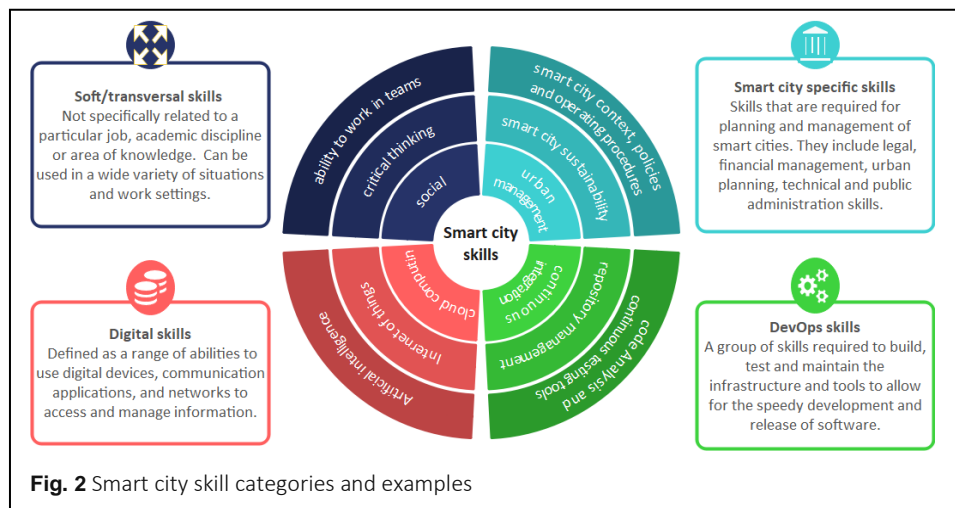 Soft/transversal skills
Not specifically related to a
particular job, academic discipline
or area of knowledge.  Can be
used in a wide variety of situations
and work settings.
ability to work in teams
critical thinking
social
smart city context, policies
and operating procedures
smart city sustainability
urban
management
Smart city specific skills
Skills that are required for
planning and management of
smart cities. They include legal,
financial management, urban
planning, technical and public
administration skills.
Smart city
skills
Digital skills
Defined as a range of abilities to
use digital devices, communication
applications, and networks to
access and manage information.
cloud computin
Internet of things
Artificial intelligence
continuous
integration
repository management
code Analysis and
continuous testing tools
DevOps skills
A group of skills required to build,
test and maintain the
infrastructure and tools to allow
for the speedy development and
release of software.
Fig. 2 Smart city skill categories and examples